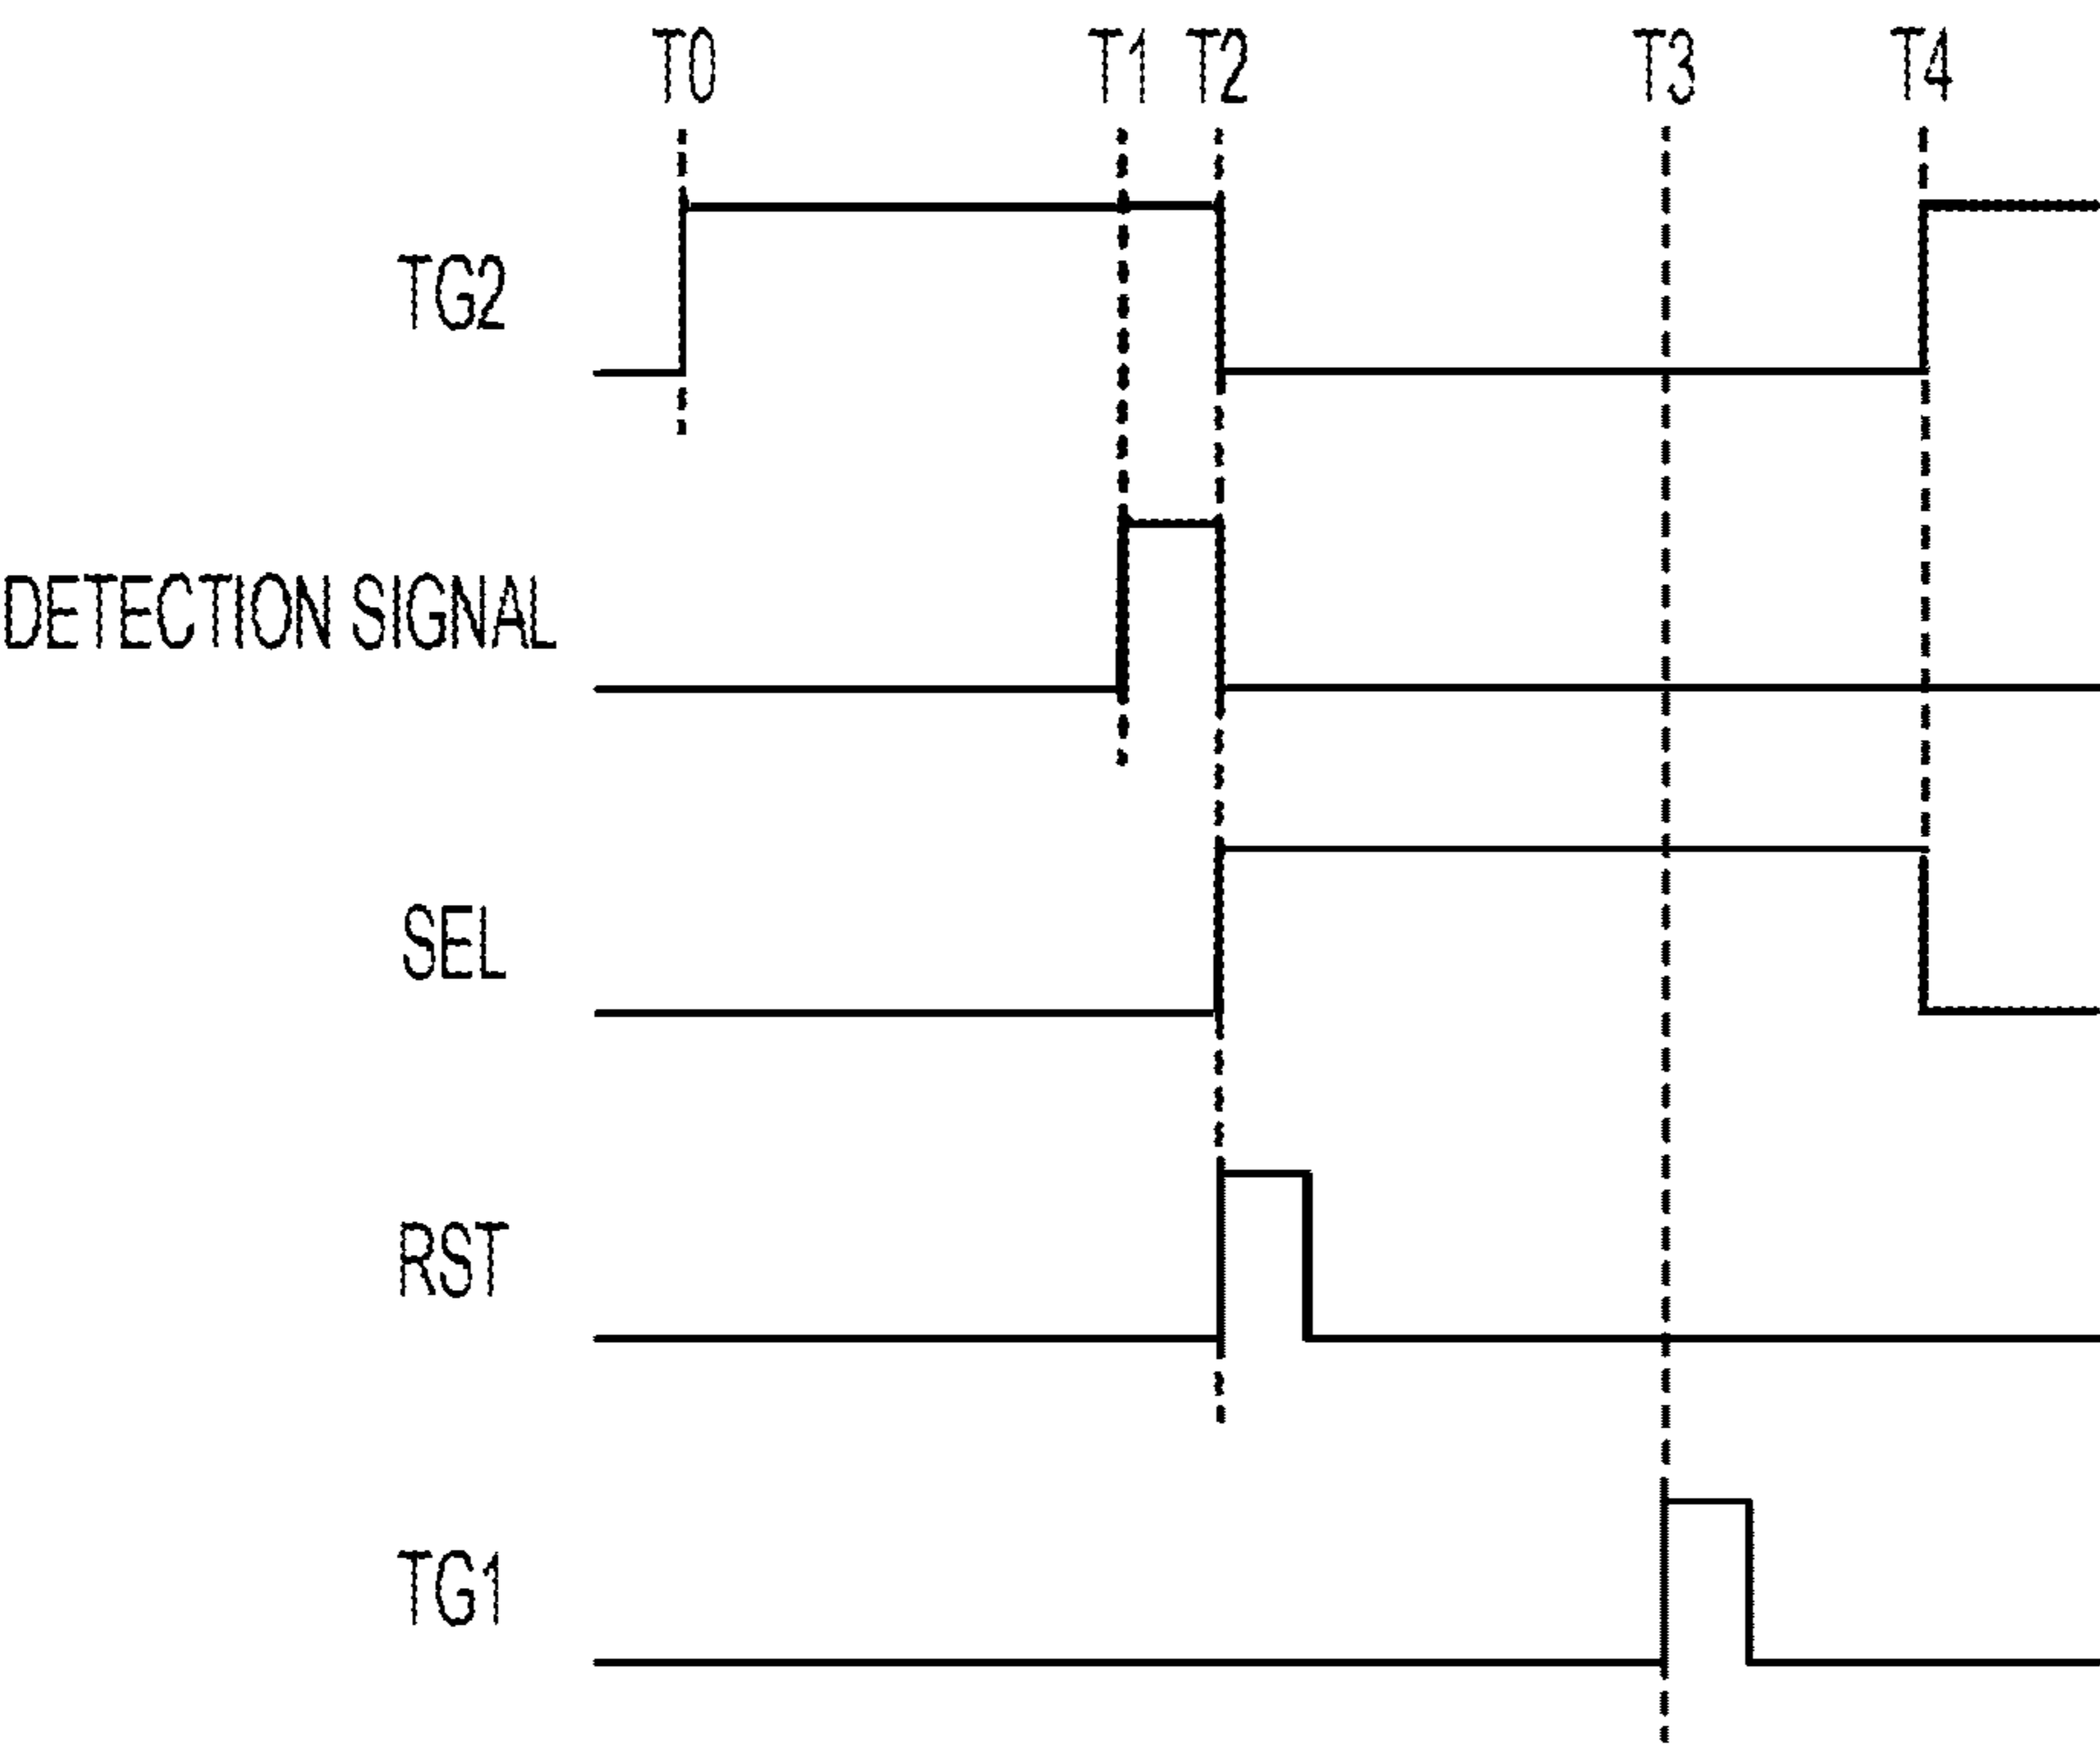 T0 T1 T2 T3 T4
TG2
DETECTION SIGNAL
SEL
RST
TG1